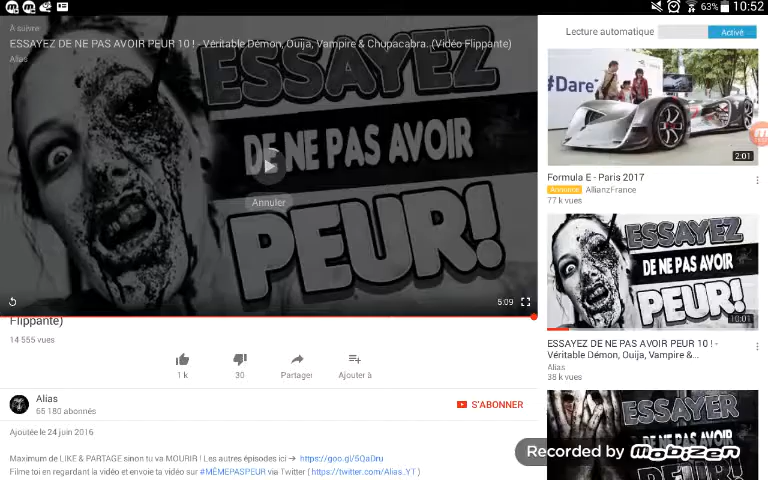 63% 10:52
À suivre:
ESSAYEZ DE NE PAS AVOIR PEUR 10 ! - Véritable Démon, Ouija, Vampire & Chupacabra. (Vidéo Flippante)
Alias
ESSAYEZ
DE NE PAS AVOIR
PEUR!
Annuler
5:09
Flippante)
14 555 vues
1 k
30
Partager
Ajouter à
Alias
65 180 abonnés
S'ABONNER
Ajoutée le 24 juin 2016
Maximum de LIKE & PARTAGE sinon tu va MOURIR ! Les autres épisodes ici → https://goo.gl/5QaDru
Filme toi en regardant la vidéo et envoie ta vidéo sur #MÊMEPASPEUR via Twitter ( https://twitter.com/Alias_YT )
Lecture automatique
Activé
#Dare
2:01
Formula E - Paris 2017
Annonce AllianzFrance
77 k vues
ESSAYEZ
DE NE PAS AVOIR
PEUR!
10:01
ESSAYEZ DE NE PAS AVOIR PEUR 10 ! -
Véritable Démon, Ouija, Vampire &...
Alias
38 k vues
ESSAYER
DE NE PAS AVOIR
PEUR!
Recorded by mobizen